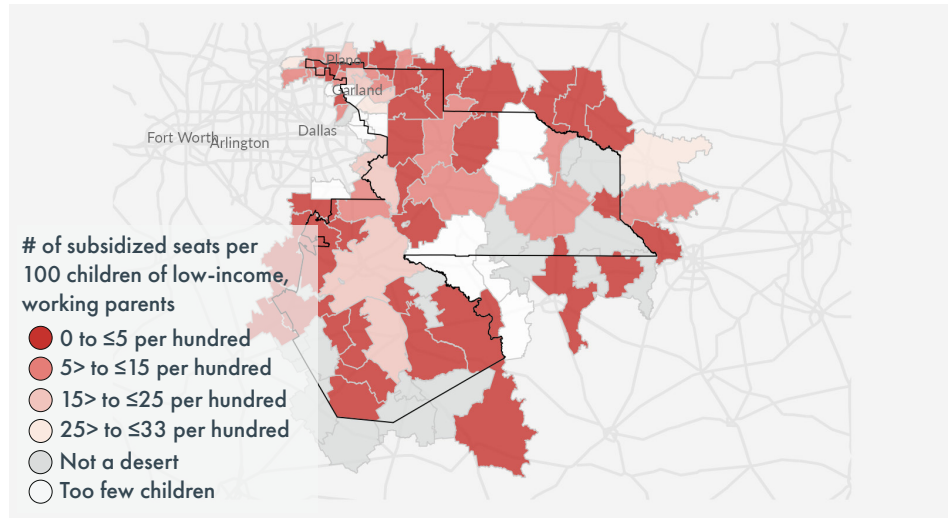 Plano
Garland
Dallas
Fort Worth
Arlington
# of subsidized seats per
100 children of low-income,
working parents
0 to ≤5 per hundred
5> to ≤15 per hundred
15> to ≤25 per hundred
25> to ≤33 per hundred
Not a desert
Too few children